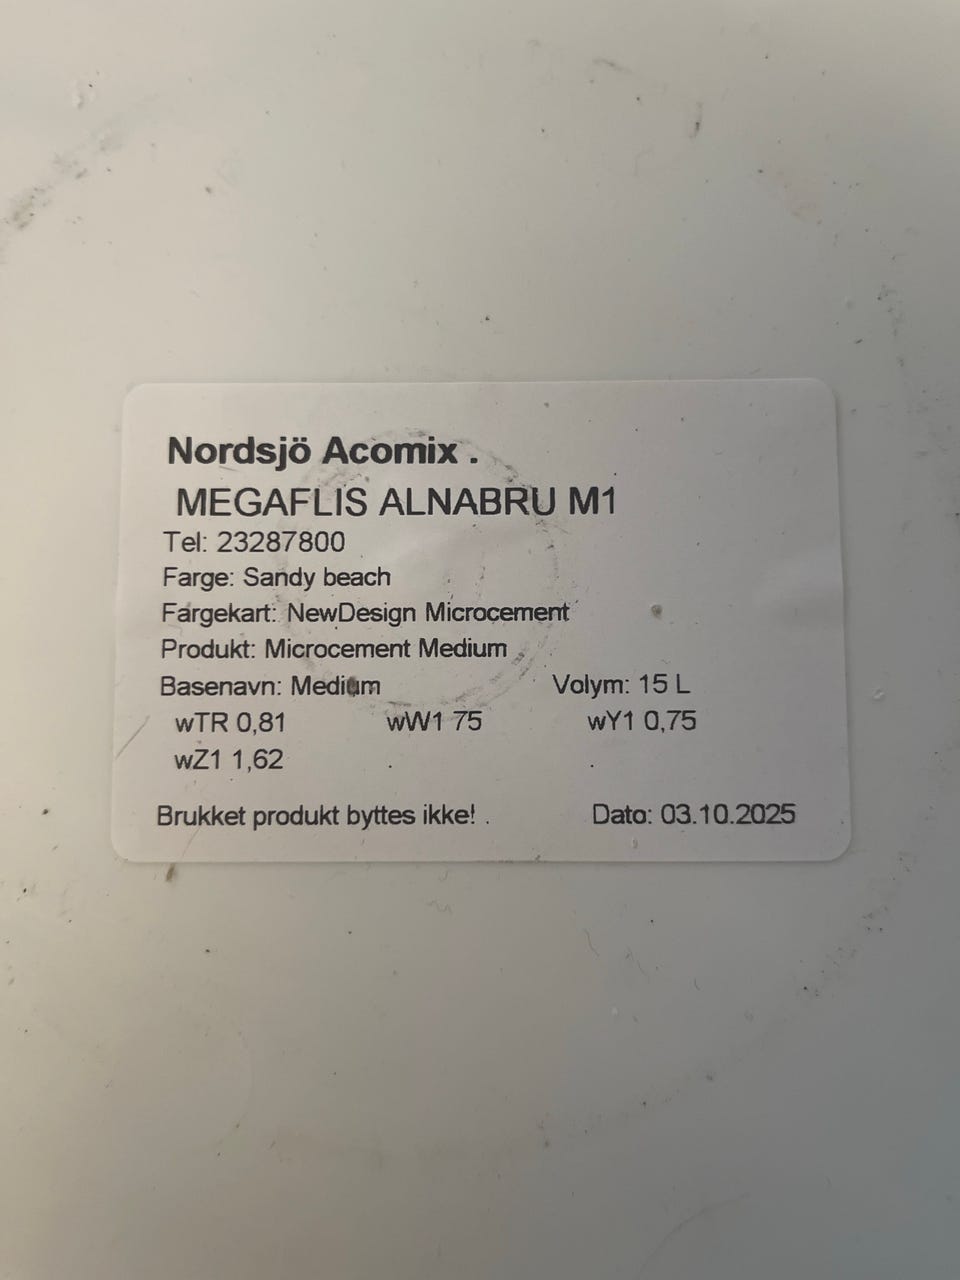 Nordsjö Acomix .
MEGAFLIS ALNABRU M1
Tel: 23287800
Farge: Sandy beach
Fargekart: NewDesign Microcement
Produkt: Microcement Medium
Basenavn: Medium Volym: 15 L
wTR 0,81 wW1 75 wY1 0,75
wZ1 1,62 . .
Brukket produkt byttes ikke! . Dato: 03.10.2025